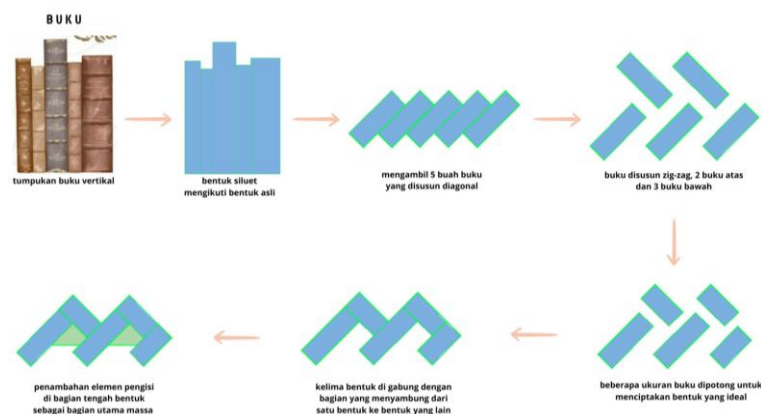 BUKU
tumpukan buku vertikal
bentuk siluet
mengikuti bentuk asli
mengambil 5 buah buku
yang disusun diagonal
buku disusun zig-zag, 2 buku atas
dan 3 buku bawah
beberapa ukuran buku dipotong untuk
menciptakan bentuk yang ideal
kelima bentuk di gabung dengan
bagian yang menyambung dari
satu bentuk ke bentuk yang lain
penambahan elemen pengisi
di bagian tengah bentuk
sebagai bagian utama massa